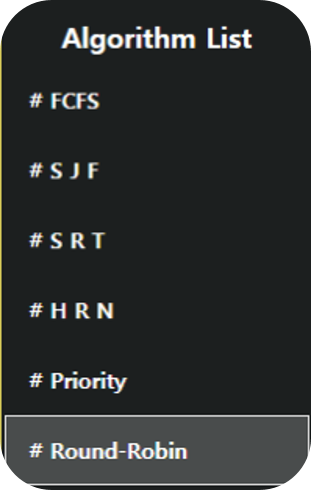 Algorithm List
# FCFS
# S J F
# S R T
# H R N
# Priority
# Round-Robin